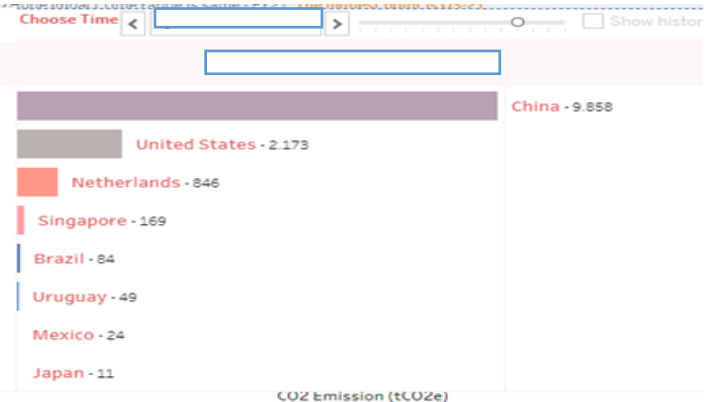 Choose Time < > Show histor
China - 9.858
United States - 2.173
Netherlands - 846
Singapore - 169
Brazil - 84
Uruguay - 49
Mexico - 24
Japan - 11
CO2 Emission (tCO2e)